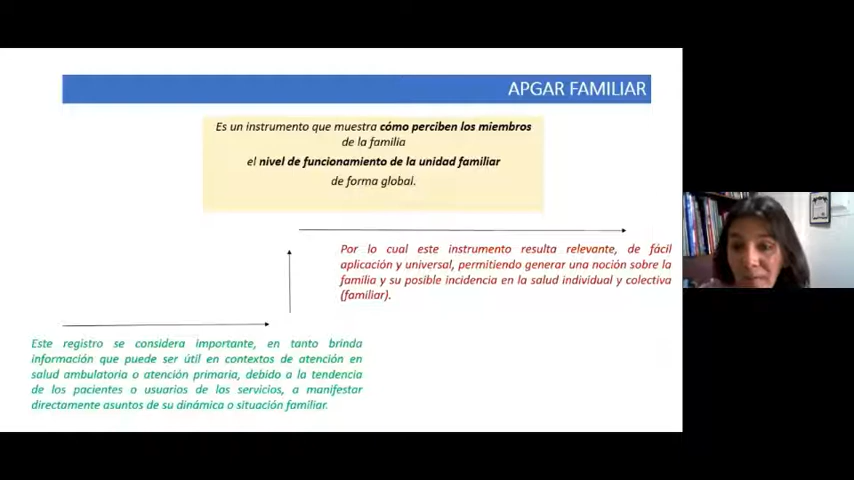 APGAR FAMILIAR
Es un instrumento que muestra cómo perciben los miembros
de la familia
el nivel de funcionamiento de la unidad familiar
de forma global.
Por lo cual este instrumento resulta relevante, de fácil
aplicación y universal, permitiendo generar una noción sobre la
familia y su posible incidencia en la salud individual y colectiva
(familiar).
Este registro se considera importante, en tanto brinda
información que puede ser útil en contextos de atención en
salud ambulatoria o atención primaria, debido a la tendencia
de los pacientes o usuarios de los servicios, a manifestar
directamente asuntos de su dinámica o situación familiar.